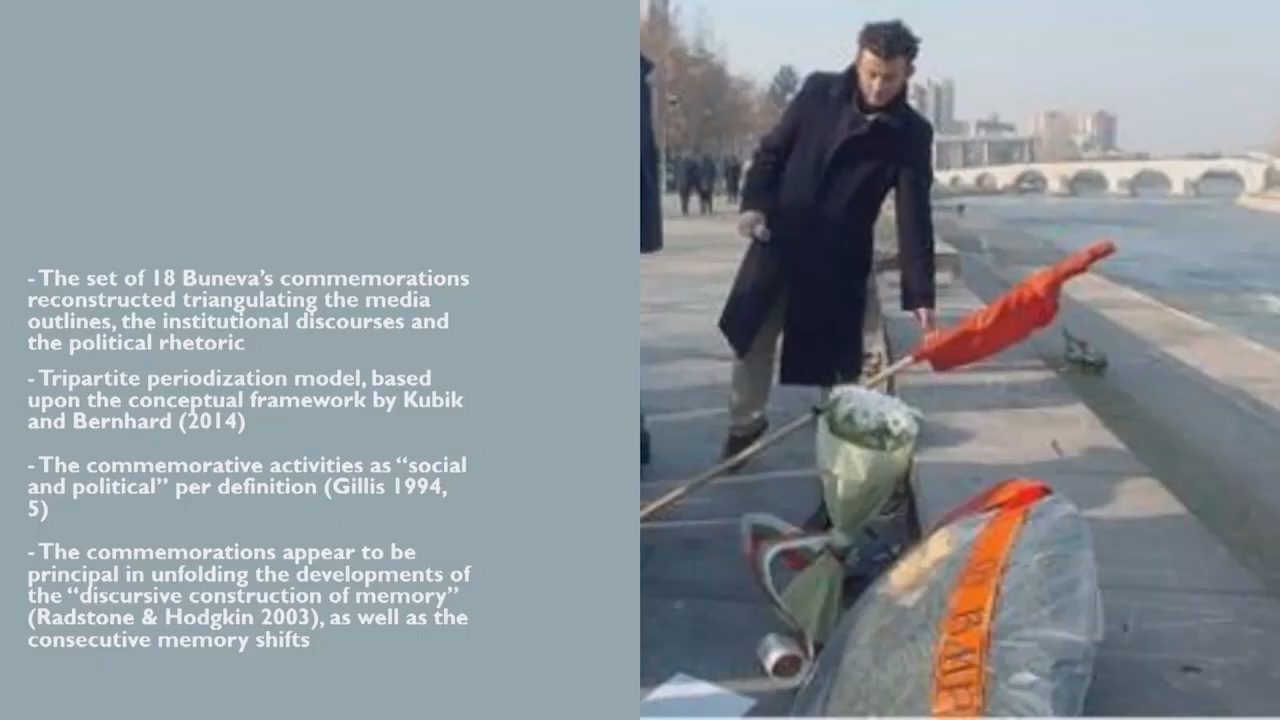 - The set of 18 Buneva’s commemorations
reconstructed triangulating the media
outlines, the institutional discourses and
the political rhetoric
- Tripartite periodization model, based
upon the conceptual framework by Kubik
and Bernhard (2014)
- The commemorative activities as “social
and political” per definition (Gillis 1994,
5)
- The commemorations appear to be
principal in unfolding the developments of
the “discursive construction of memory”
(Radstone & Hodgkin 2003), as well as the
consecutive memory shifts